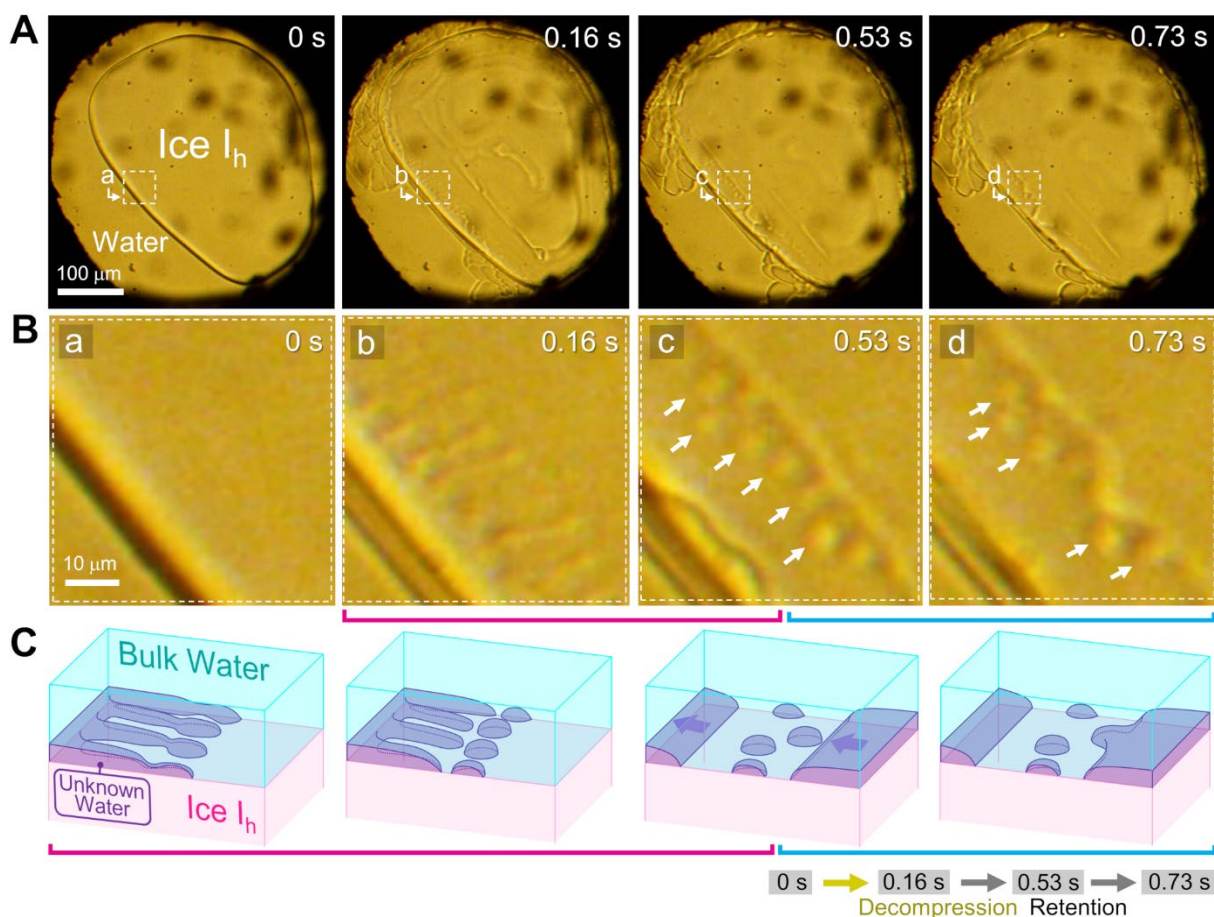 A
0 s
0.16 s
0.53 s
0.73 s
Ice Ih
a
b
c
d
Water
100 μm
B
a
0 s
b
0.16 s
c
0.53 s
d
0.73 s
10 μm
C
Bulk Water
Unknown
Water
Ice Ih
0 s
0.16 s
0.53 s
0.73 s
Decompression
Retention